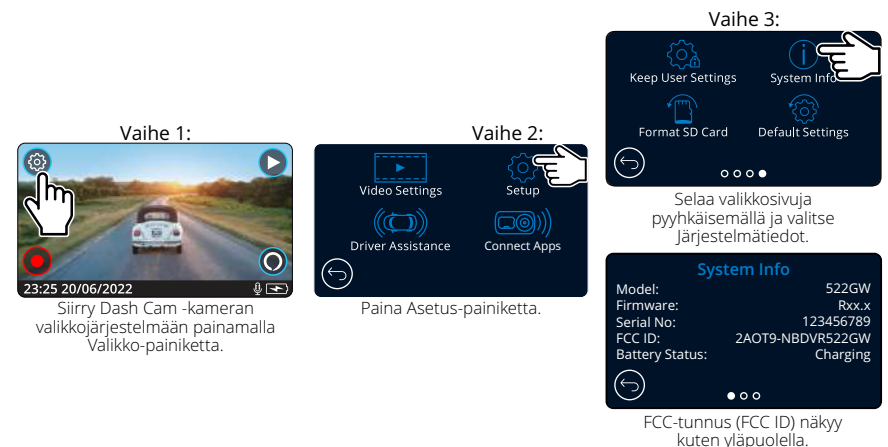 Vaihe 1:
23:25 20/06/2022
Siirry Dash Cam -kameran
valikkojärjestelmään painamalla
Valikko-painiketta.
Vaihe 2:
Video Settings
Setup
Driver Assistance
Connect Apps
Paina Asetus-painiketta.
Vaihe 3:
Keep User Settings
System Info
Format SD Card
Default Settings
Selaa valikkosivuja
pyyhkäisemällä ja valitse
Järjestelmätiedot.
System Info
Model: 522GW
Firmware: Rxx.x
Serial No: 123456789
FCC ID: 2AOT9-NBDVR522GW
Battery Status: Charging
FCC-tunnus (FCC ID) näkyy
kuten yläpuolella.